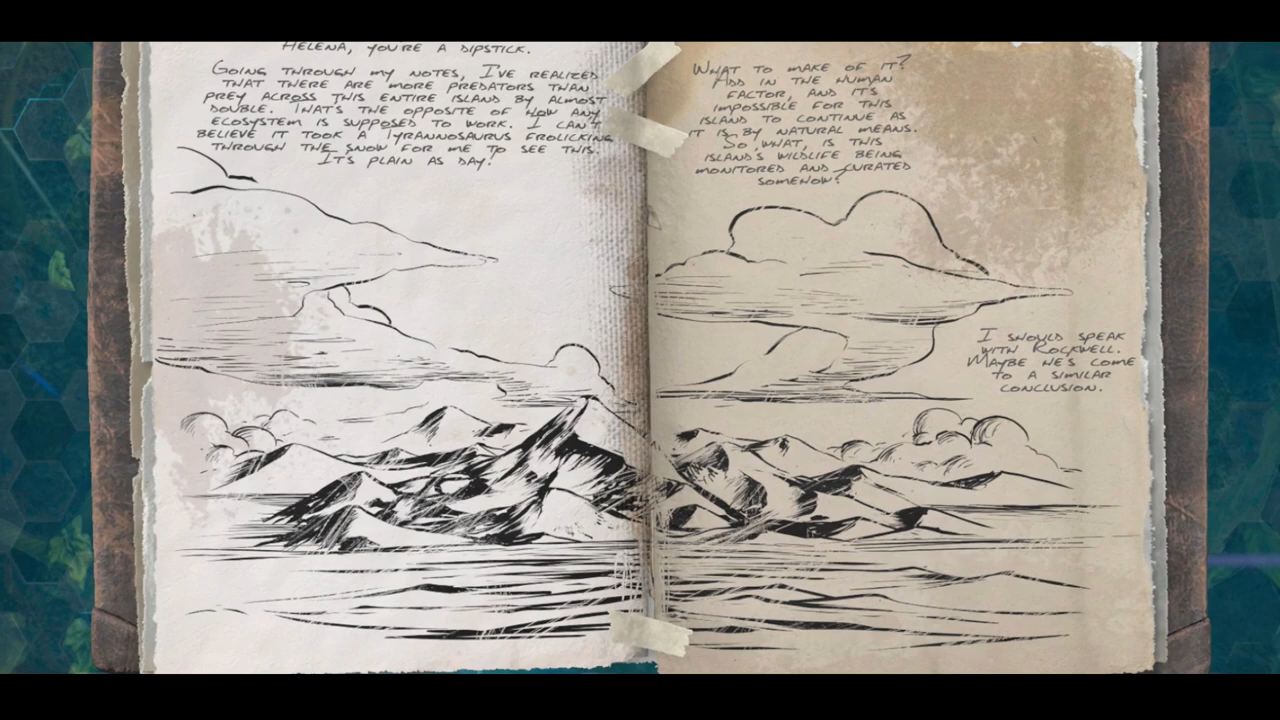 HELENA, YOU'RE A DIPSTICK.
GOING THROUGH MY NOTES, I'VE REALIZED
THAT THERE ARE MORE PREDATORS THAN
PREY ACROSS THIS ENTIRE ISLAND BY ALMOST
DOUBLE. THAT'S THE OPPOSITE OF HOW ANY
ECOSYSTEM IS SUPPOSED TO WORK. I CAN'T
BELIEVE IT TOOK A TYRANNOSAURUS FROLICKING
THROUGH THE SNOW FOR ME TO SEE THIS.
IT'S PLAIN AS DAY!
WHAT TO MAKE OF IT?
ADD IN THE HUMAN
FACTOR, AND ITS
IMPOSSIBLE FOR THIS
ISLAND TO CONTINUE AS
IT IS BY NATURAL MEANS.
SO WHAT, IS THIS
ISLAND'S WILDLIFE BEING
MONITORED AND CURATED
SOMEHOW?
I SHOULD SPEAK
WITH ROCKWELL.
MAYBE HE'S COME
TO A SIMILAR
CONCLUSION.